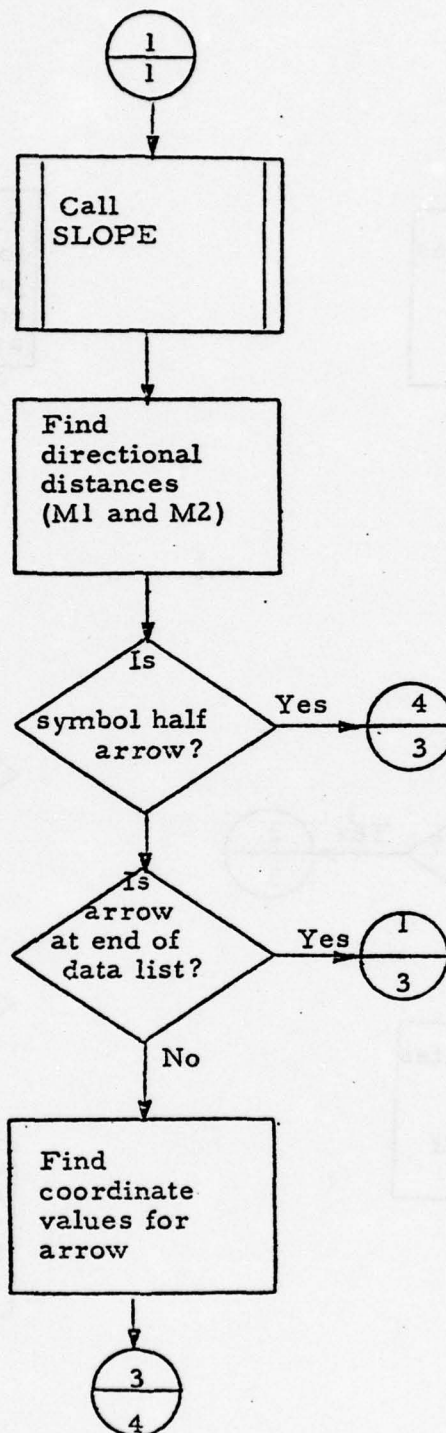 1
1
Call
SLOPE
Find
directional
distances
(M1 and M2)
Is
symbol half
arrow?
Yes
4
3
Is
arrow
at end of
data list?
Yes
1
3
No
Find
coordinate
values for
arrow
3
4